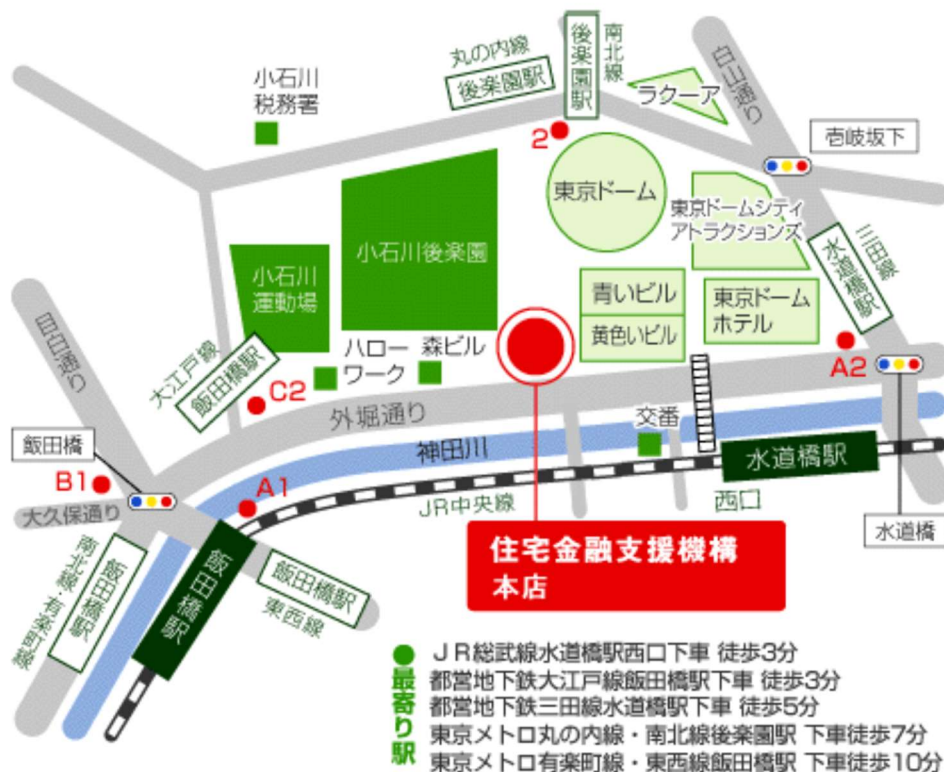 丸の内線
後楽園駅
後楽園駅
南北線
小石川
税務署
ラクーア
白山通り
壱岐坂下
2
東京ドーム
東京ドームシティ
アトラクションズ
三田線
水道橋駅
小石川後楽園
小石川
運動場
青いビル
黄色いビル
東京ドーム
ホテル
目白通り
大江戸線
飯田橋駅
ハロー
ワーク
森ビル
A2
C2
外堀通り
交番
飯田橋
神田川
水道橋駅
B1
A1
大久保通り
JR中央線
西口
水道橋
飯田橋駅
南北線・有楽町線
飯田橋駅
飯田橋駅
東西線
住宅金融支援機構
本店
最寄り駅
JR総武線水道橋駅西口下車 徒歩3分
都営地下鉄大江戸線飯田橋駅下車 徒歩3分
都営地下鉄三田線水道橋駅下車 徒歩5分
東京メトロ丸の内線・南北線後楽園駅 下車徒歩7分
東京メトロ有楽町線・東西線飯田橋駅 下車徒歩10分